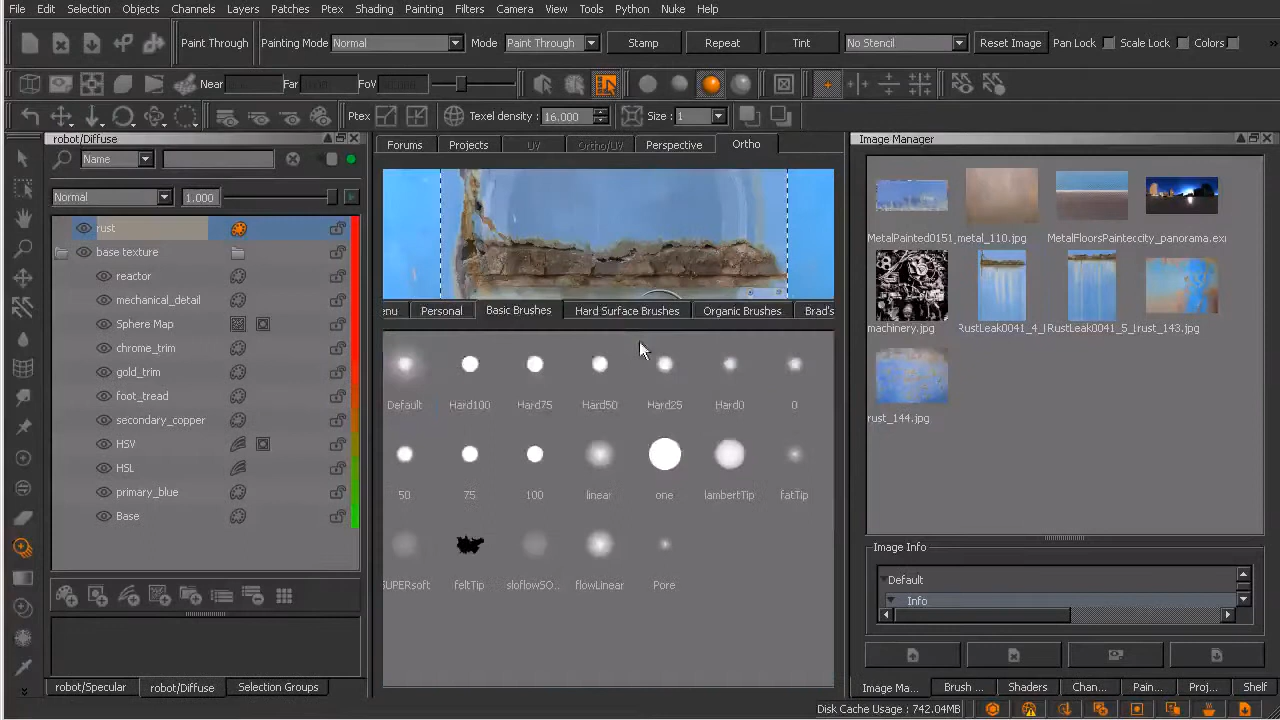 File Edit Selection Objects Channels Layers Patches Ptex Shading Painting Filters Camera View Tools Python Nuke Help
Paint Through Painting Mode Normal Mode Paint Through Stamp Repeat Tint No Stencil Reset Image Pan Lock Scale Lock Colors
Near Far FoV
Ptex Texel density: 16.000 Size: 1
robot/Diffuse
Name
Normal 1.000
rust
base texture
reactor
mechanical_detail
Sphere Map
chrome_trim
gold_trim
foot_tread
secondary_copper
HSV
HSL
primary_blue
Base
robot/Specular robot/Diffuse Selection Groups
Forums Projects UV Ortho/UV Perspective Ortho
enu Personal Basic Brushes Hard Surface Brushes Organic Brushes Brad's
Default Hard100 Hard75 Hard50 Hard25 Hard0 0
50 75 100 linear one lambertTip fatTip
SUPERsoft feltTip sloflowSO... flowLinear Pore
Image Manager
MetalPainted0151_ metal_110.jpg MetalFloorsPainte ccity_panorama.exr
machinery.jpg RustLeak0041_4_l RustLeak0041_5_l rust_143.jpg
rust_144.jpg
Image Info
Default
Info
Image Ma... Brush ... Shaders Chan... Pain... Proj... Shelf
Disk Cache Usage : 742.04MB